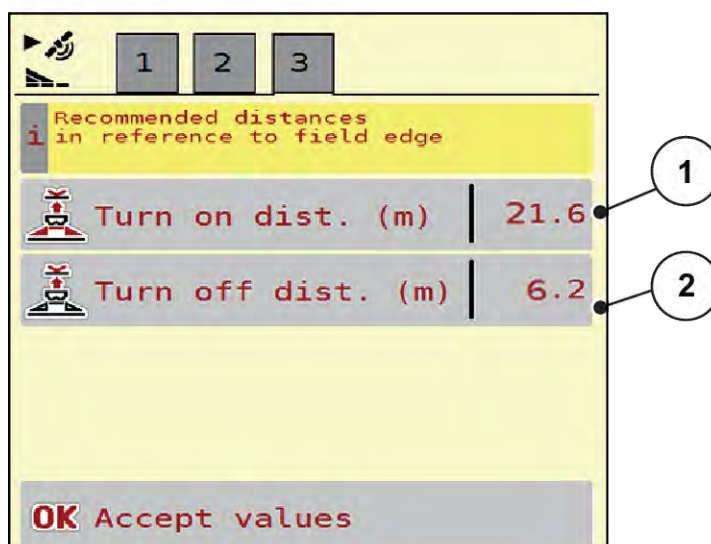 1 2 3
i Recommended distances
in reference to field edge
Turn on dist. (m) 21.6
1
Turn off dist. (m) 6.2
2
OK Accept values